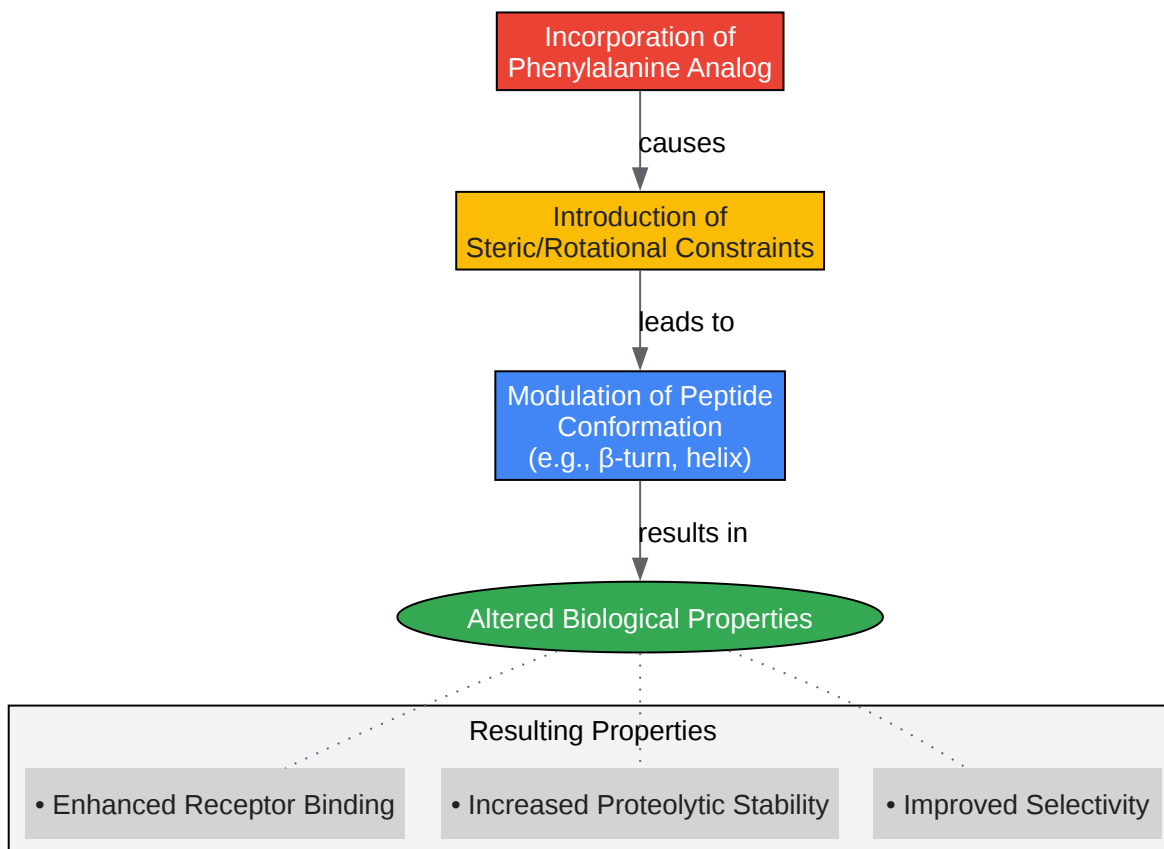 Incorporation of
Phenylalanine Analog
causes
Introduction of
Steric/Rotational Constraints
leads to
Modulation of Peptide
Conformation
(e.g., β-turn, helix)
results in
Altered Biological Properties
Resulting Properties
• Enhanced Receptor Binding
• Increased Proteolytic Stability
• Improved Selectivity